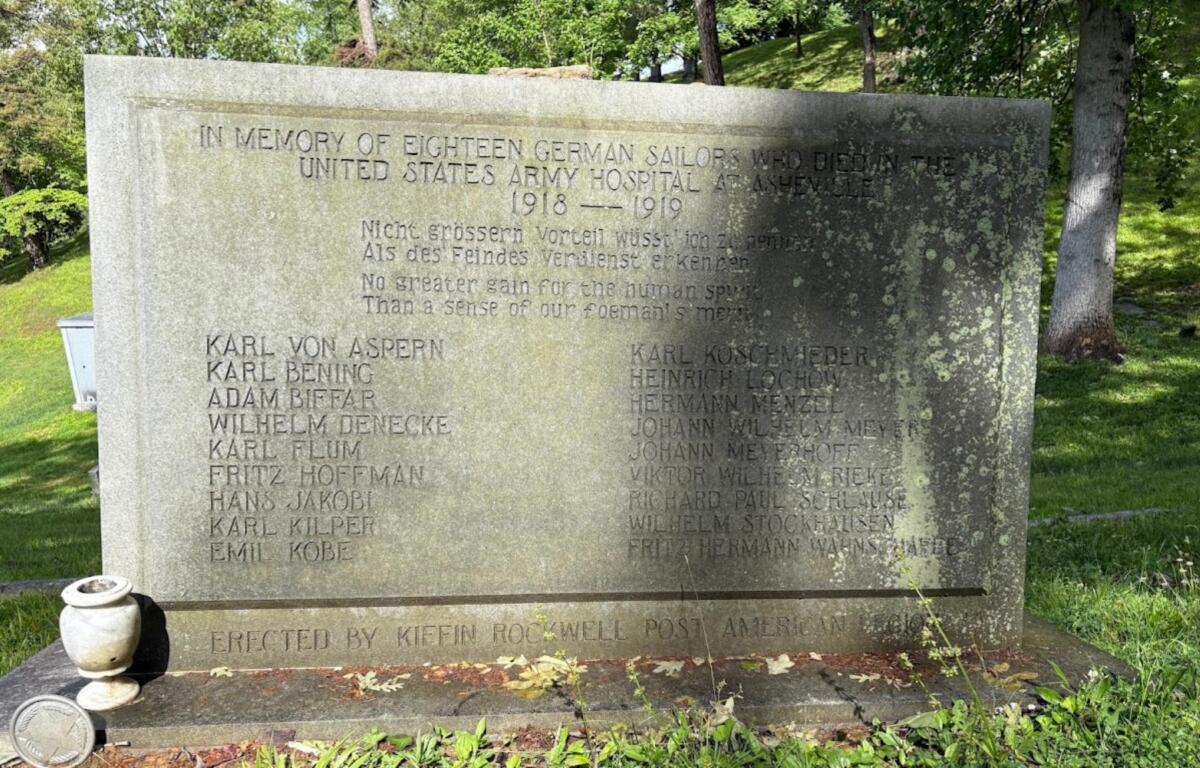 IN MEMORY OF EIGHTEEN GERMAN SAILORS WHO DIED IN THE
UNITED STATES ARMY HOSPITAL AT ASHEVILLE
1918 — 1919
Nicht grössern Vorteil wüsst' ich zu nennen
Als des Feindes Verdienst erkennen
No greater gain for the human spirit
Than a sense of our foeman's merit
KARL VON ASPERN
KARL BENING
ADAM BIFFAR
WILHELM DENECKE
KARL FLUM
FRITZ HOFFMAN
HANS JAKOBI
KARL KILPER
EMIL KOBE
KARL KOSCHMIEDER
HEINRICH LOCHOW
HERMANN MENZEL
JOHANN WILHELM MEYER
JOHANN MEYERHOFF
VIKTOR WILHELM RIEKE
RICHARD PAUL SCHLAUSE
WILHELM STOCKHAUSEN
FRITZ HERMANN WAHNSCHAFFE
ERECTED BY KIFFIN ROCKWELL POST AMERICAN LEGION